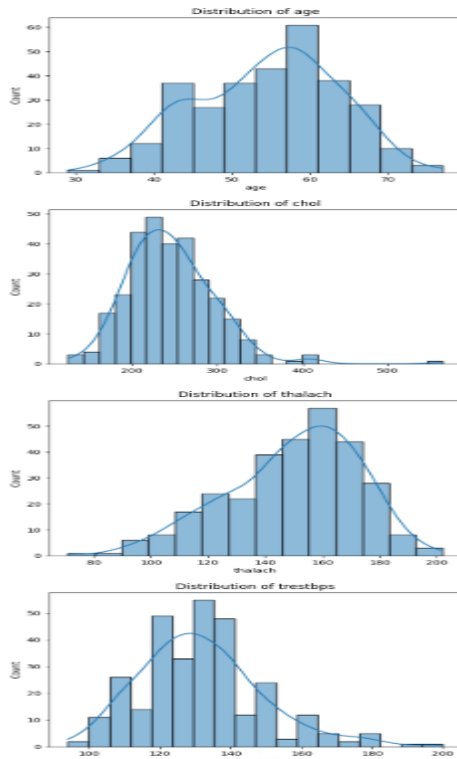 Distribution of age
60
50
40
30
20
10
0
Count
30 40 50 60 70
age
Distribution of chol
50
40
30
20
10
0
Count
200 300 400 500
chol
Distribution of thalach
50
40
30
20
10
0
Count
80 100 120 140 160 180 200
thalach
Distribution of trestbps
50
40
30
20
10
0
Count
100 120 140 160 180 200